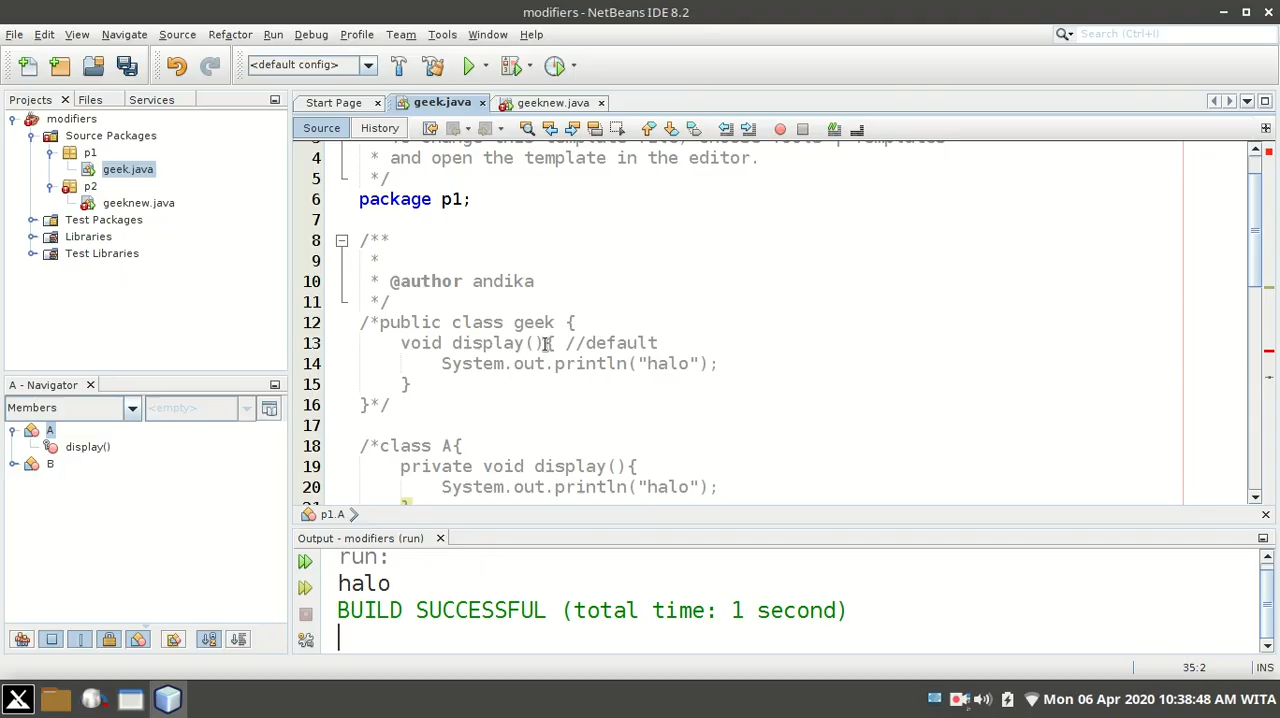 modifiers - NetBeans IDE 8.2
File Edit View Navigate Source Refactor Run Debug Profile Team Tools Window Help
Search (Ctrl+I)
<default config>
Projects Files Services
Start Page geek.java geeknew.java
Source History
modifiers
Source Packages
p1
geek.java
p2
geeknew.java
Test Packages
Libraries
Test Libraries
4 * and open the template in the editor.
5 */
6 package p1;
7
8 /**
9 *
10 * @author andika
11 */
12 /*public class geek {
13 void display(){ //default
14 System.out.println("halo");
15 }
16 }*/
17
18 /*class A{
19 private void display(){
20 System.out.println("halo");
p1.A
A - Navigator
Members
<empty>
A
display()
B
Output - modifiers (run)
run:
halo
BUILD SUCCESSFUL (total time: 1 second)
35:2 INS
Mon 06 Apr 2020 10:38:48 AM WITA